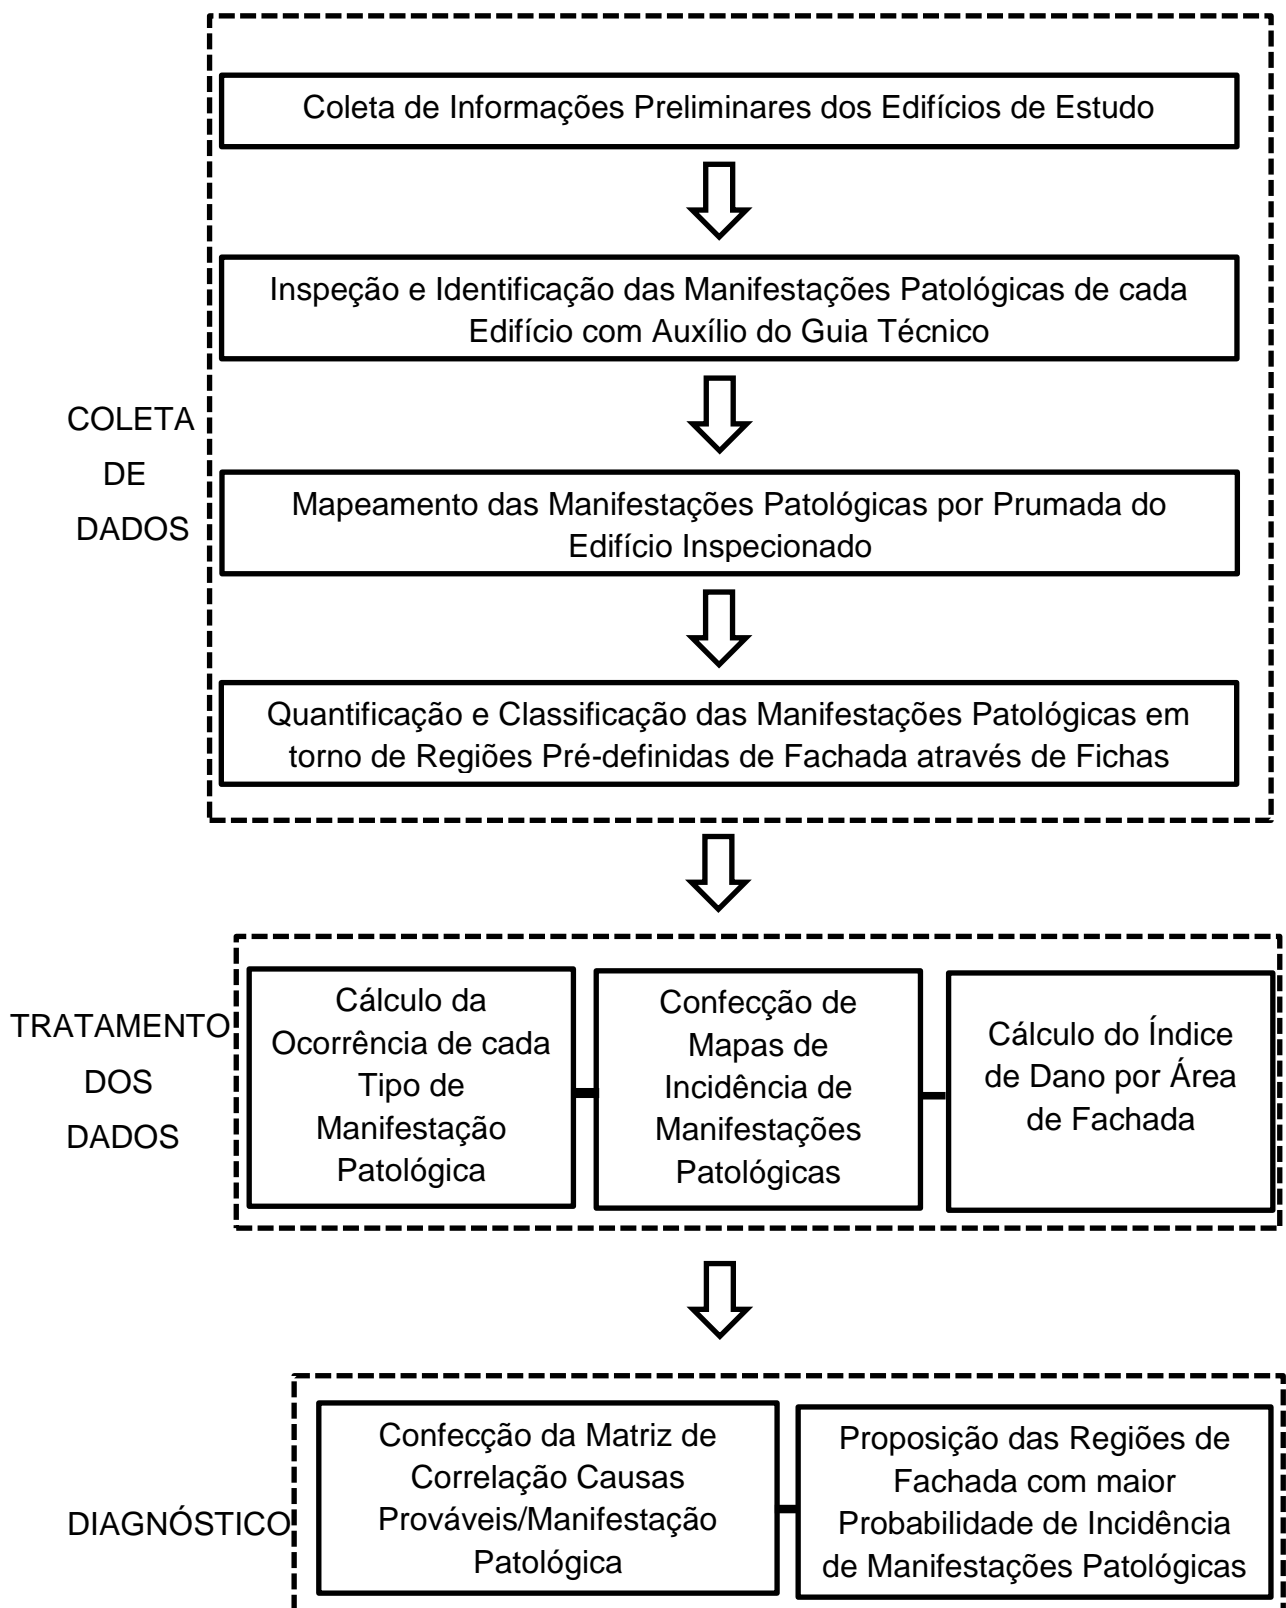 Coleta de Informações Preliminares dos Edifícios de Estudo
Inspeção e Identificação das Manifestações Patológicas de cada
Edifício com Auxílio do Guia Técnico
COLETA
DE
DADOS
Mapeamento das Manifestações Patológicas por Prumada do
Edifício Inspecionado
Quantificação e Classificação das Manifestações Patológicas em
torno de Regiões Pré-definidas de Fachada através de Fichas
TRATAMENTO
DOS
DADOS
Cálculo da
Ocorrência de cada
Tipo de
Manifestação
Patológica
Confecção de
Mapas de
Incidência de
Manifestações
Patológicas
Cálculo do Índice
de Dano por Área
de Fachada
DIAGNÓSTICO
Confecção da Matriz de
Correlação Causas
Prováveis/Manifestação
Patológica
Proposição das Regiões de
Fachada com maior
Probabilidade de Incidência
de Manifestações Patológicas